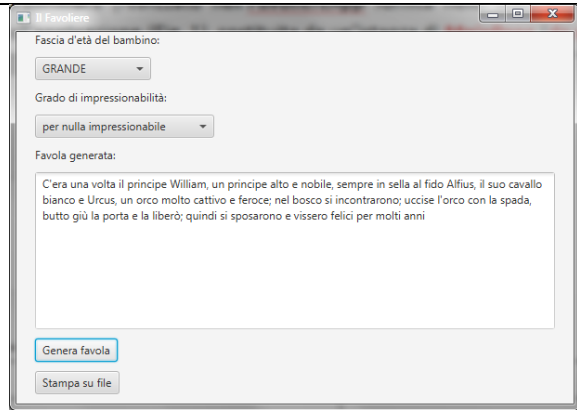 Il Favoliere
Fascia d'età del bambino:
GRANDE
Grado di impressionabilità:
per nulla impressionabile
Favola generata:
C'era una volta il principe William, un principe alto e nobile, sempre in sella al fido Alfius, il suo cavallo
bianco e Urcus, un orco molto cattivo e feroce; nel bosco si incontrarono; uccise l'orco con la spada,
butto giù la porta e la liberò; quindi si sposarono e vissero felici per molti anni
Genera favola
Stampa su file